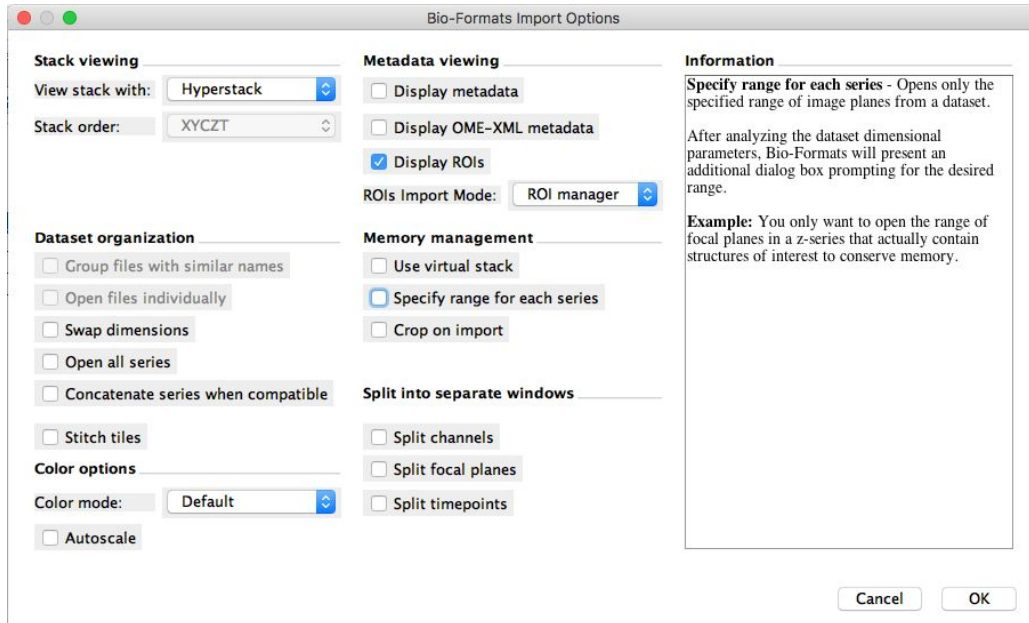 Bio-Formats Import Options
Stack viewing
View stack with: Hyperstack
Stack order: XYCZT
Dataset organization
Group files with similar names
Open files individually
Swap dimensions
Open all series
Concatenate series when compatible
Stitch tiles
Color options
Color mode: Default
Autoscale
Metadata viewing
Display metadata
Display OME-XML metadata
Display ROIs
ROIs Import Mode: ROI manager
Memory management
Use virtual stack
Specify range for each series
Crop on import
Split into separate windows
Split channels
Split focal planes
Split timepoints
Information
Specify range for each series - Opens only the
specified range of image planes from a dataset.
After analyzing the dataset dimensional
parameters, Bio-Formats will present an
additional dialog box prompting for the desired
range.
Example: You only want to open the range of
focal planes in a z-series that actually contain
structures of interest to conserve memory.
Cancel
OK